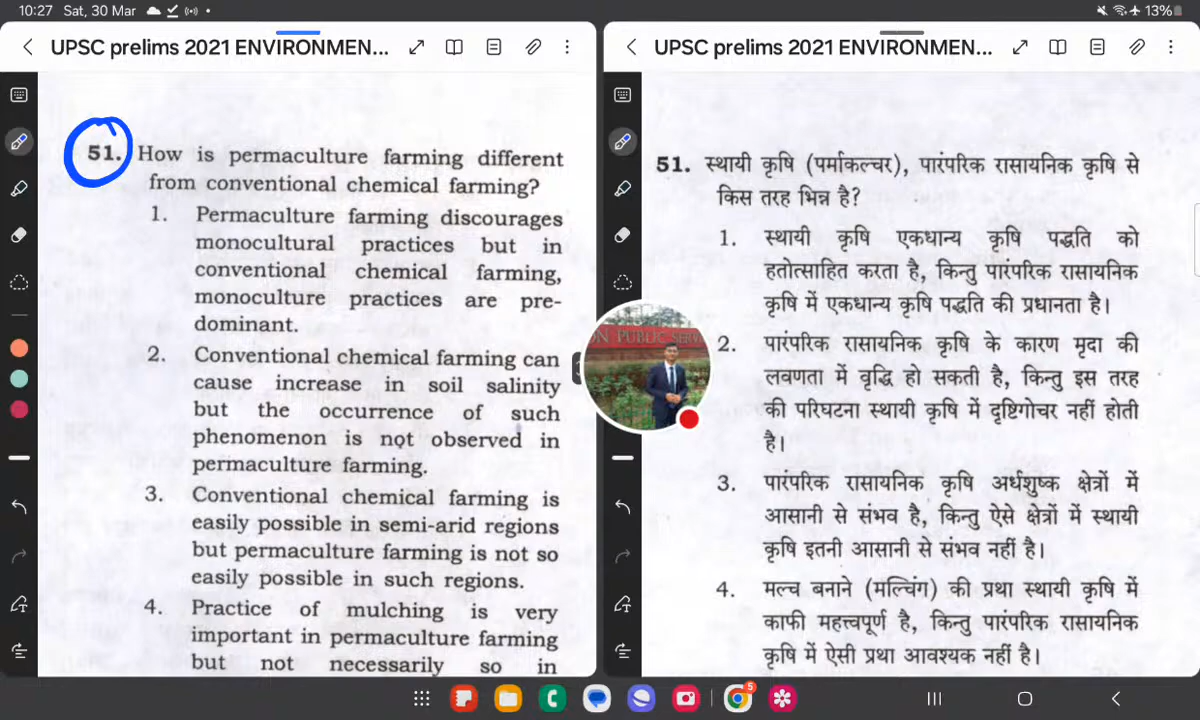 10:27 Sat, 30 Mar
13%
UPSC prelims 2021 ENVIRONMEN...
51. How is permaculture farming different
from conventional chemical farming?
1. Permaculture farming discourages
monocultural practices but in
conventional chemical farming,
monoculture practices are pre-
dominant.
2. Conventional chemical farming can
cause increase in soil salinity
but the occurrence of such
phenomenon is not observed in
permaculture farming.
3. Conventional chemical farming is
easily possible in semi-arid regions
but permaculture farming is not so
easily possible in such regions.
4. Practice of mulching is very
important in permaculture farming
but not necessarily so in
UPSC prelims 2021 ENVIRONMEN...
51. स्थायी कृषि (पर्माकल्चर), पारंपरिक रासायनिक कृषि से
किस तरह भिन्न है?
1. स्थायी कृषि एकधान्य कृषि पद्धति को
हतोत्साहित करता है, किन्तु पारंपरिक रासायनिक
कृषि में एकधान्य कृषि पद्धति की प्रधानता है।
2. पारंपरिक रासायनिक कृषि के कारण मृदा की
लवणता में वृद्धि हो सकती है, किन्तु इस तरह
की परिघटना स्थायी कृषि में दृष्टिगोचर नहीं होती
है।
3. पारंपरिक रासायनिक कृषि अर्धशुष्क क्षेत्रों में
आसानी से संभव है, किन्तु ऐसे क्षेत्रों में स्थायी
कृषि इतनी आसानी से संभव नहीं है।
4. मल्च बनाने (मल्चिंग) की प्रथा स्थायी कृषि में
काफी महत्त्वपूर्ण है, किन्तु पारंपरिक रासायनिक
कृषि में ऐसी प्रथा आवश्यक नहीं है।
ON PUBLIC SERV
5